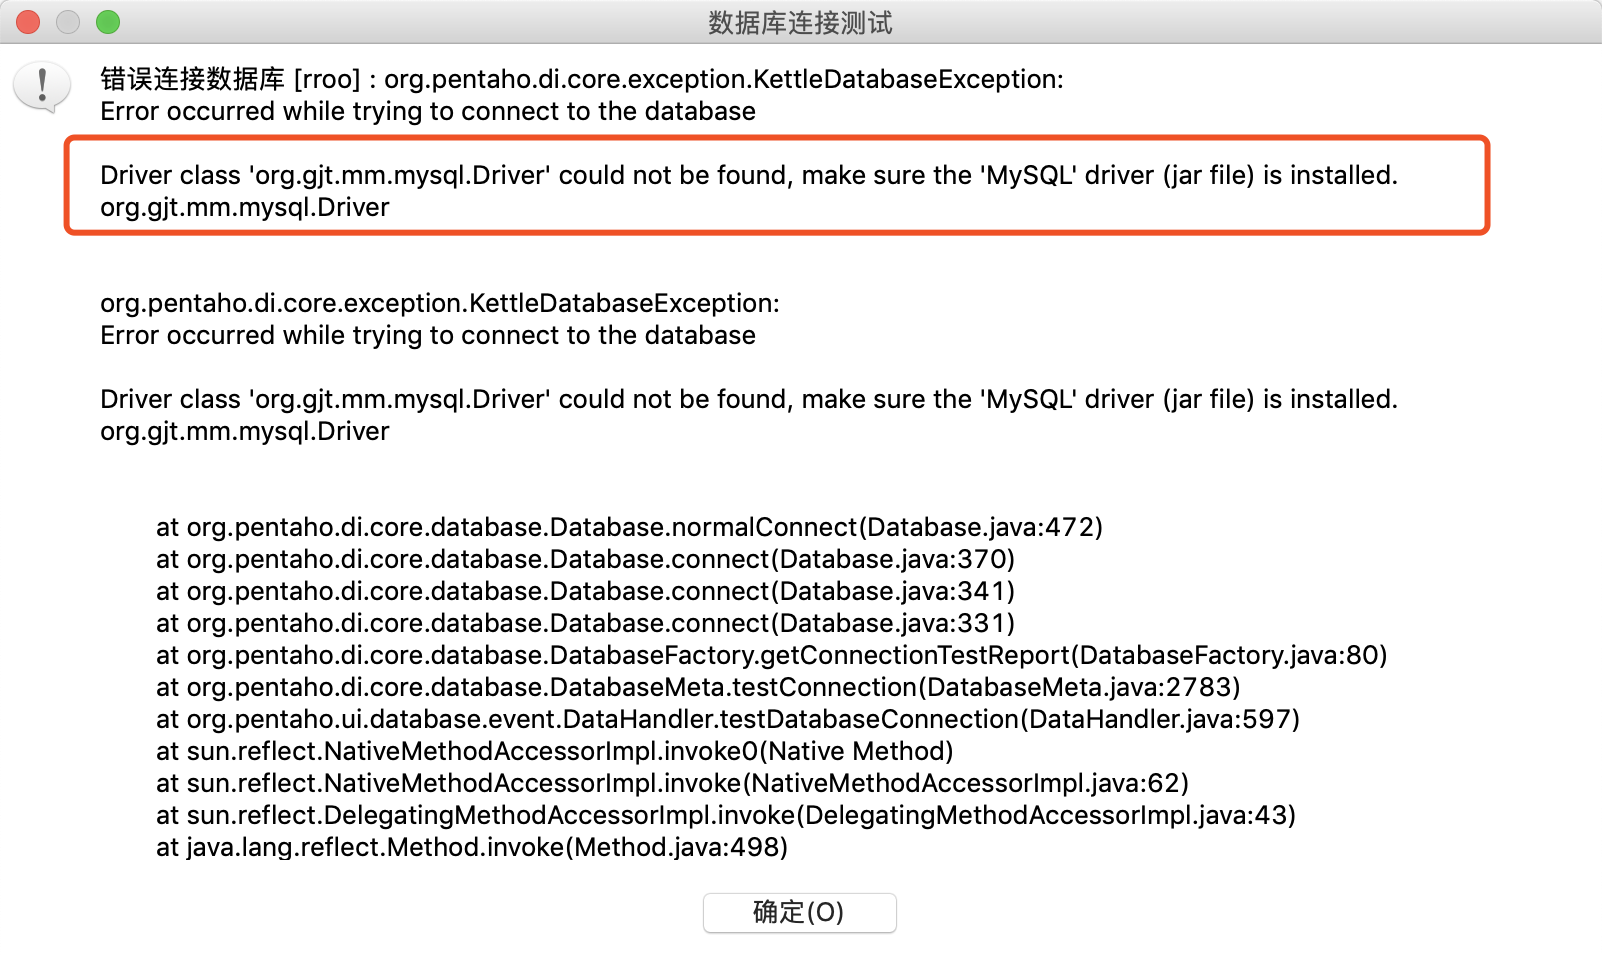 数据库连接测试
错误连接数据库 [rroo] : org.pentaho.di.core.exception.KettleDatabaseException:
Error occurred while trying to connect to the database
Driver class 'org.gjt.mm.mysql.Driver' could not be found, make sure the 'MySQL' driver (jar file) is installed.
org.gjt.mm.mysql.Driver
org.pentaho.di.core.exception.KettleDatabaseException:
Error occurred while trying to connect to the database
Driver class 'org.gjt.mm.mysql.Driver' could not be found, make sure the 'MySQL' driver (jar file) is installed.
org.gjt.mm.mysql.Driver
at org.pentaho.di.core.database.Database.normalConnect(Database.java:472)
at org.pentaho.di.core.database.Database.connect(Database.java:370)
at org.pentaho.di.core.database.Database.connect(Database.java:341)
at org.pentaho.di.core.database.Database.connect(Database.java:331)
at org.pentaho.di.core.database.DatabaseFactory.getConnectionTestReport(DatabaseFactory.java:80)
at org.pentaho.di.core.database.DatabaseMeta.testConnection(DatabaseMeta.java:2783)
at org.pentaho.ui.database.event.DataHandler.testDatabaseConnection(DataHandler.java:597)
at sun.reflect.NativeMethodAccessorImpl.invoke0(Native Method)
at sun.reflect.NativeMethodAccessorImpl.invoke(NativeMethodAccessorImpl.java:62)
at sun.reflect.DelegatingMethodAccessorImpl.invoke(DelegatingMethodAccessorImpl.java:43)
at java.lang.reflect.Method.invoke(Method.java:498)
确定(O)